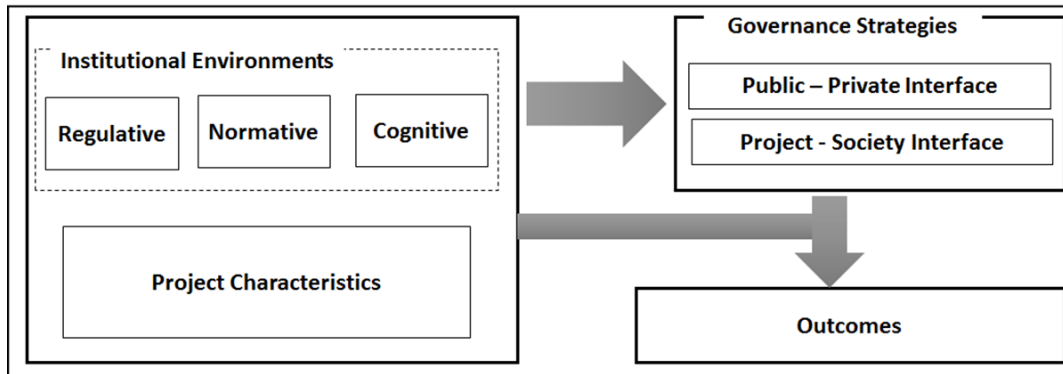 Institutional Environments
Regulative
Normative
Cognitive
Project Characteristics
Governance Strategies
Public – Private Interface
Project - Society Interface
Outcomes